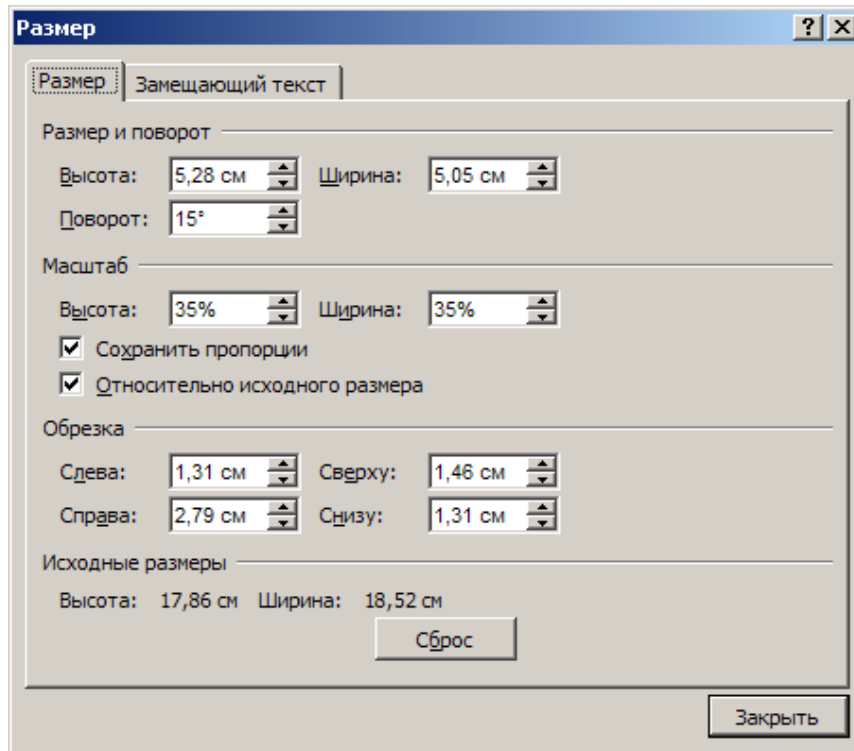 Размер
Размер Замещающий текст
Размер и поворот
Высота: 5,28 см Ширина: 5,05 см
Поворот: 15°
Масштаб
Высота: 35% Ширина: 35%
Сохранить пропорции
Относительно исходного размера
Обрезка
Слева: 1,31 см Сверху: 1,46 см
Справа: 2,79 см Снизу: 1,31 см
Исходные размеры
Высота: 17,86 см Ширина: 18,52 см
Сброс
Закрыть